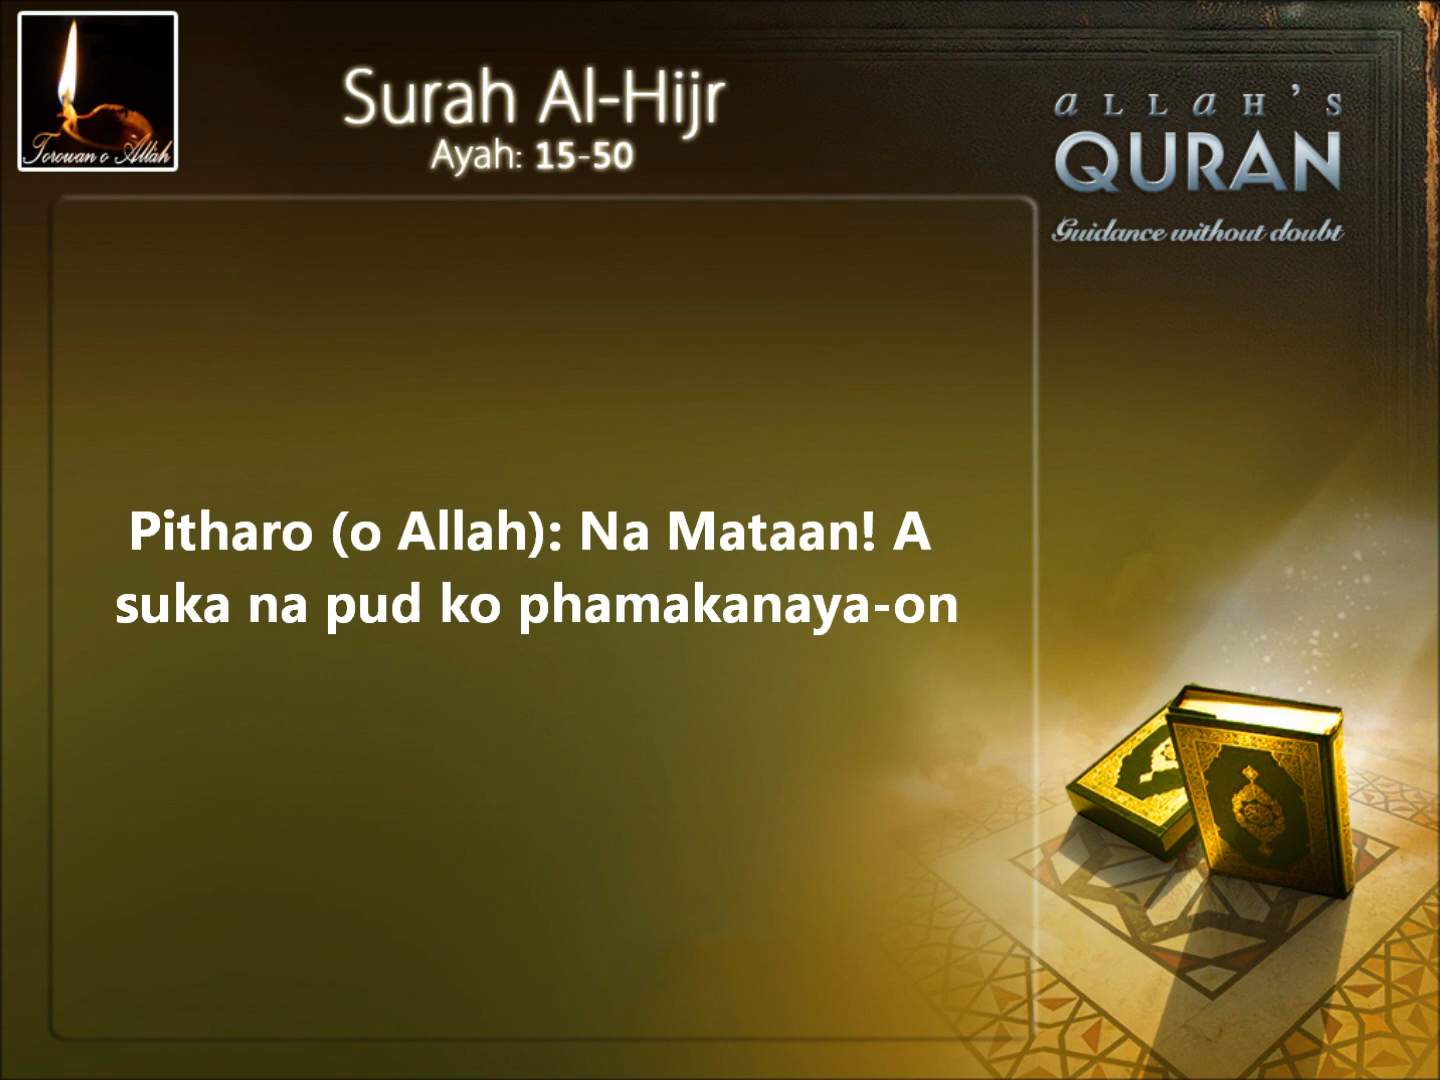 Torowan o Allāh
Surah Al-Hijr
Ayah: 15-50
aLLaH'S
QURAN
Guidance without doubt
Pitharo (o Allah): Na Mataan! A
suka na pud ko phamakanaya-on